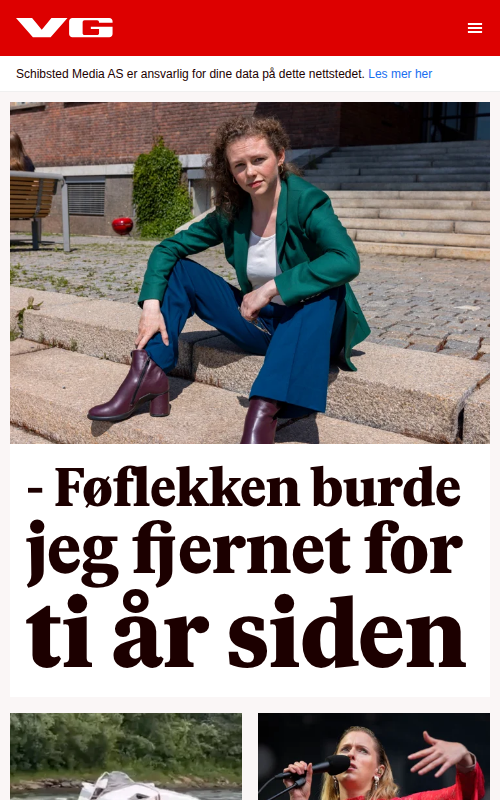 VG
Schibsted Media AS er ansvarlig for dine data på dette nettstedet. Les mer her
- Føflekken burde
jeg fjernet for
ti år siden